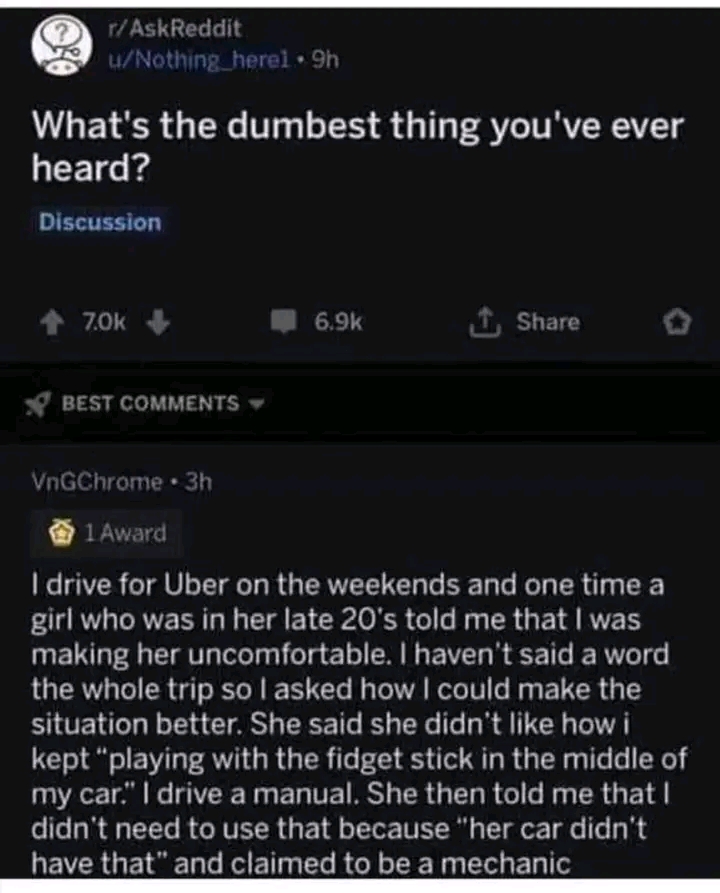 r/AskReddit
u/Nothing_here1 • 9h
What's the dumbest thing you've ever
heard?
Discussion
7.0k 6.9k Share
BEST COMMENTS
VnGChrome • 3h
1 Award
I drive for Uber on the weekends and one time a
girl who was in her late 20's told me that I was
making her uncomfortable. I haven't said a word
the whole trip so I asked how I could make the
situation better. She said she didn't like how i
kept "playing with the fidget stick in the middle of
my car." I drive a manual. She then told me that I
didn't need to use that because "her car didn't
have that" and claimed to be a mechanic